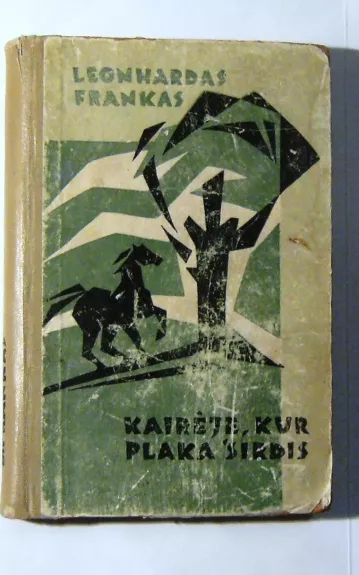 LEONHARDAS
FRANKAS
KAIRĖJE, KUR
PLAKA ŠIRDIS